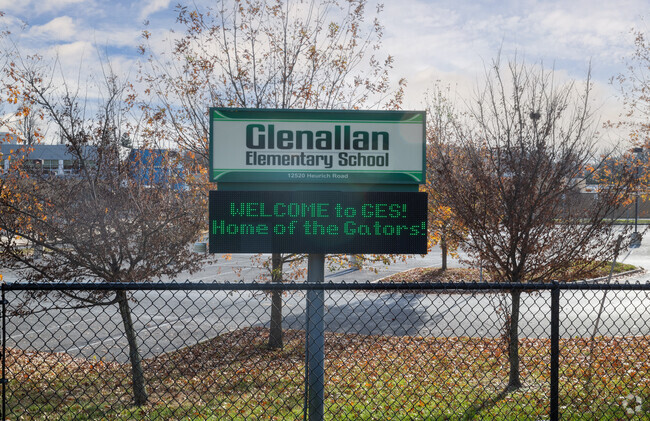 Glenallan
Elementary School
12520 Heurich Road
WELCOME to GES!
Home of the Gators!